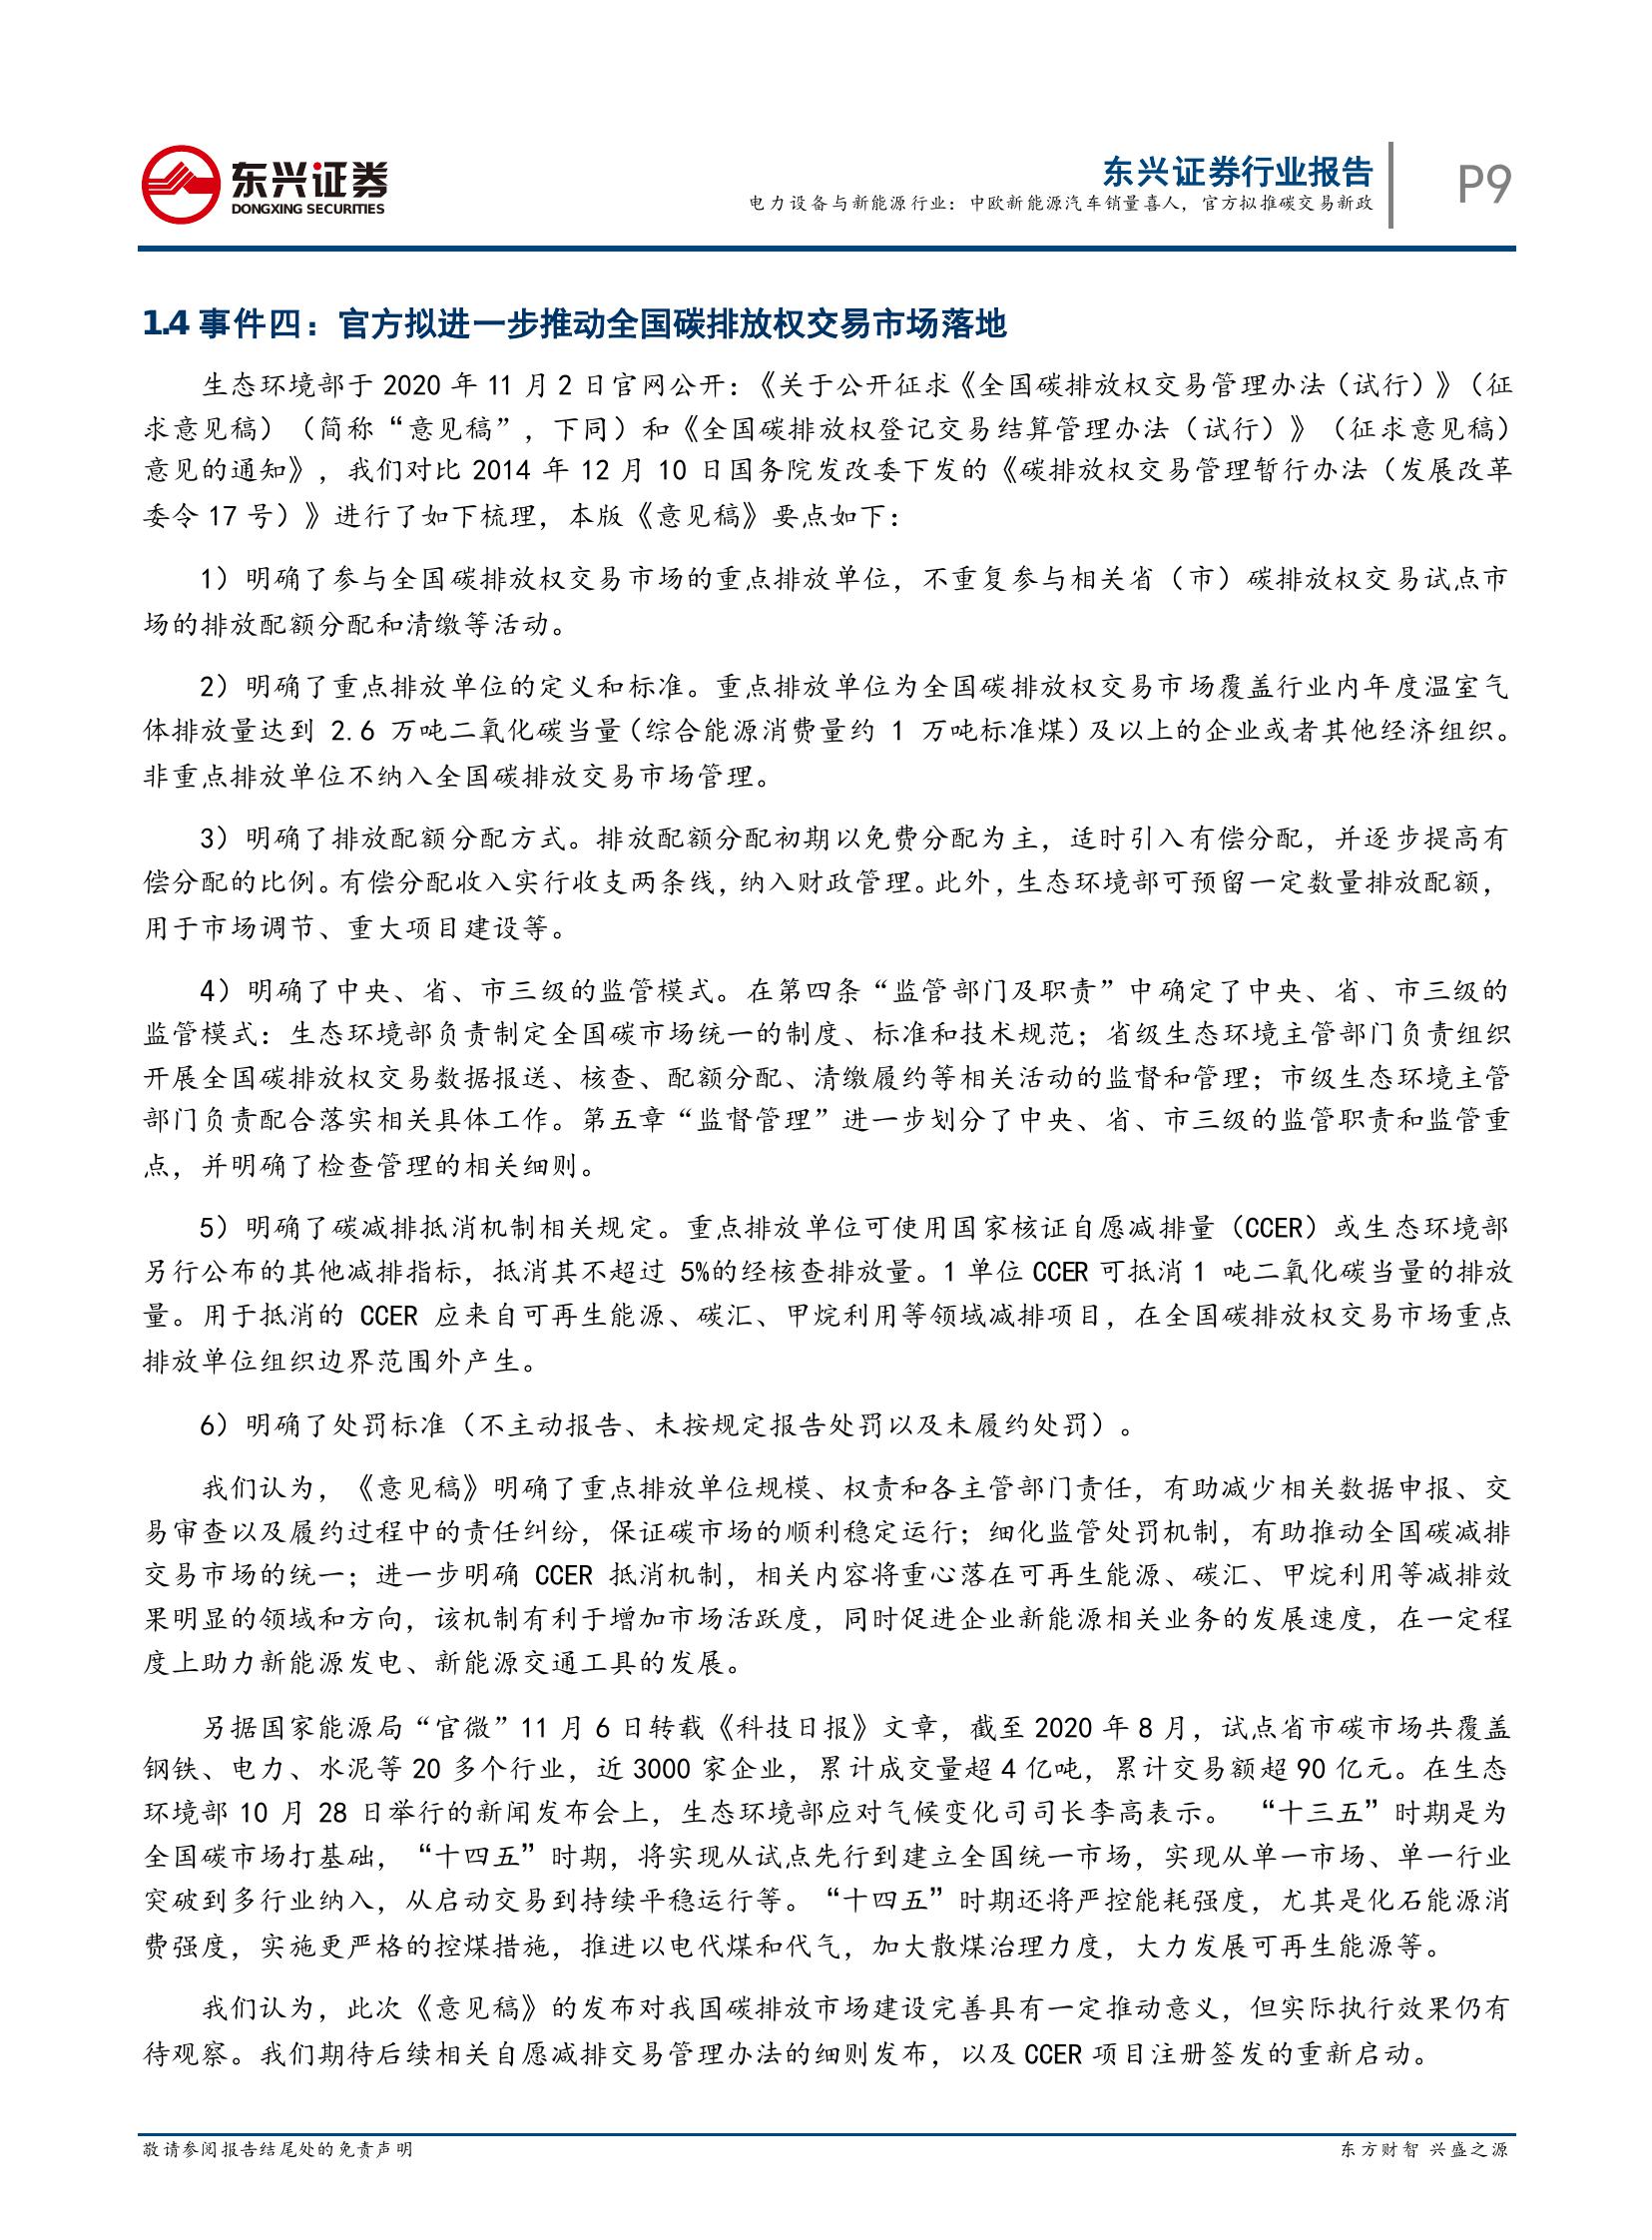 东兴证券
DONGXING SECURITIES
东兴证券行业报告
电力设备与新能源行业：中欧新能源汽车销量喜人，官方拟推碳交易新政
P9
1.4 事件四：官方拟进一步推动全国碳排放权交易市场落地
生态环境部于 2020 年 11 月 2 日官网公开：《关于公开征求《全国碳排放权交易管理办法（试行）》（征
求意见稿）（简称“意见稿”，下同）和《全国碳排放权登记交易结算管理办法（试行）》（征求意见稿）
意见的通知》，我们对比 2014 年 12 月 10 日国务院发改委下发的《碳排放权交易管理暂行办法（发展改革
委令 17 号）》进行了如下梳理，本版《意见稿》要点如下：
1）明确了参与全国碳排放权交易市场的重点排放单位，不重复参与相关省（市）碳排放权交易试点市
场的排放配额分配和清缴等活动。
2）明确了重点排放单位的定义和标准。重点排放单位为全国碳排放权交易市场覆盖行业内年度温室气
体排放量达到 2.6 万吨二氧化碳当量（综合能源消费量约 1 万吨标准煤）及以上的企业或者其他经济组织。
非重点排放单位不纳入全国碳排放交易市场管理。
3）明确了排放配额分配方式。排放配额分配初期以免费分配为主，适时引入有偿分配，并逐步提高有
偿分配的比例。有偿分配收入实行收支两条线，纳入财政管理。此外，生态环境部可预留一定数量排放配额，
用于市场调节、重大项目建设等。
4）明确了中央、省、市三级的监管模式。在第四条“监管部门及职责”中确定了中央、省、市三级的
监管模式：生态环境部负责制定全国碳市场统一的制度、标准和技术规范；省级生态环境主管部门负责组织
开展全国碳排放权交易数据报送、核查、配额分配、清缴履约等相关活动的监督和管理；市级生态环境主管
部门负责配合落实相关具体工作。第五章“监督管理”进一步划分了中央、省、市三级的监管职责和监管重
点，并明确了检查管理的相关细则。
5）明确了碳减排抵消机制相关规定。重点排放单位可使用国家核证自愿减排量（CCER）或生态环境部
另行公布的其他减排指标，抵消其不超过 5%的经核查排放量。1 单位 CCER 可抵消 1 吨二氧化碳当量的排放
量。用于抵消的 CCER 应来自可再生能源、碳汇、甲烷利用等领域减排项目，在全国碳排放权交易市场重点
排放单位组织边界范围外产生。
6）明确了处罚标准（不主动报告、未按规定报告处罚以及未履约处罚）。
我们认为，《意见稿》明确了重点排放单位规模、权责和各主管部门责任，有助减少相关数据申报、交
易审查以及履约过程中的责任纠纷，保证碳市场的顺利稳定运行；细化监管处罚机制，有助推动全国碳减排
交易市场的统一；进一步明确 CCER 抵消机制，相关内容将重心落在可再生能源、碳汇、甲烷利用等减排效
果明显的领域和方向，该机制有利于增加市场活跃度，同时促进企业新能源相关业务的发展速度，在一定程
度上助力新能源发电、新能源交通工具的发展。
另据国家能源局“官微”11 月 6 日转载《科技日报》文章，截至 2020 年 8 月，试点省市碳市场共覆盖
钢铁、电力、水泥等 20 多个行业，近 3000 家企业，累计成交量超 4 亿吨，累计交易额超 90 亿元。在生态
环境部 10 月 28 日举行的新闻发布会上，生态环境部应对气候变化司司长李高表示。 “十三五”时期是为
全国碳市场打基础，“十四五”时期，将实现从试点先行到建立全国统一市场，实现从单一市场、单一行业
突破到多行业纳入，从启动交易到持续平稳运行等。“十四五”时期还将严控能耗强度，尤其是化石能源消
费强度，实施更严格的控煤措施，推进以电代煤和代气，加大散煤治理力度，大力发展可再生能源等。
我们认为，此次《意见稿》的发布对我国碳排放市场建设完善具有一定推动意义，但实际执行效果仍有
待观察。我们期待后续相关自愿减排交易管理办法的细则发布，以及 CCER 项目注册签发的重新启动。
敬请参阅报告结尾处的免责声明
东方财智 兴盛之源